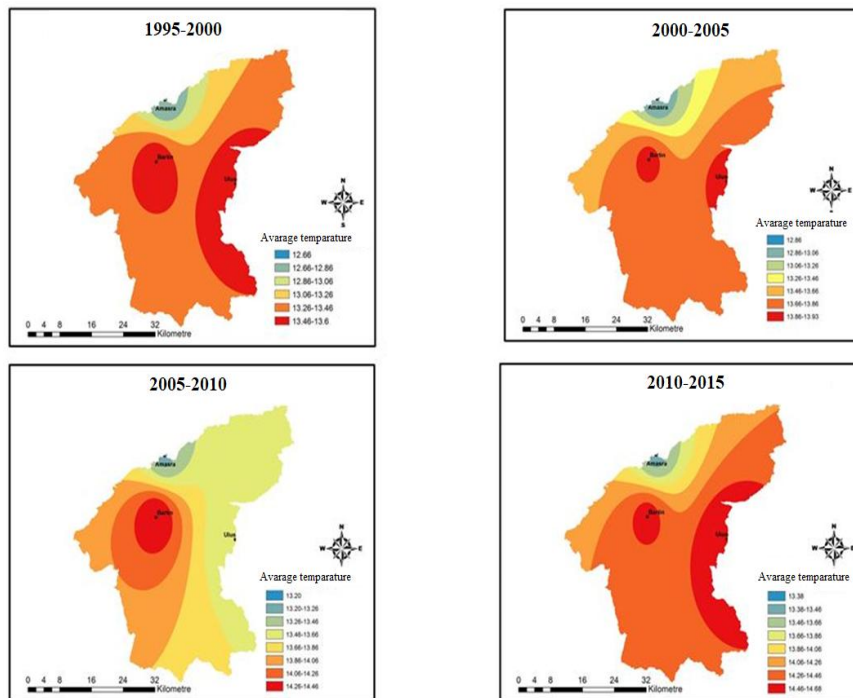 1995-2000
Amasra
Bartın
Ulus
N
W E
S
Avarage temparature
12.66
12.66-12.86
12.86-13.06
13.06-13.26
13.26-13.46
13.46-13.6
0 4 8 16 24 32
Kilometre
2000-2005
Amasra
Bartın
Ulus
N
W E
Avarage temparature
12.86
12.86-13.06
13.06-13.26
13.26-13.46
13.46-13.66
13.66-13.86
13.86-13.93
0 4 8 16 24 32
Kilometre
2005-2010
Amasra
Bartın
Ulus
N
W E
S
Avarage temparature
13.20
13.20-13.26
13.26-13.46
13.46-13.66
13.66-13.86
13.86-14.06
14.06-14.26
14.26-14.46
0 4 8 16 24 32
Kilometre
2010-2015
Amasra
Bartın
Ulus
N
W E
S
Avarage temparature
13.38
13.38-13.46
13.46-13.66
13.66-13.86
13.86-14.06
14.06-14.26
14.26-14.46
14.46-14.68
0 4 8 16 24 32
Kilometre